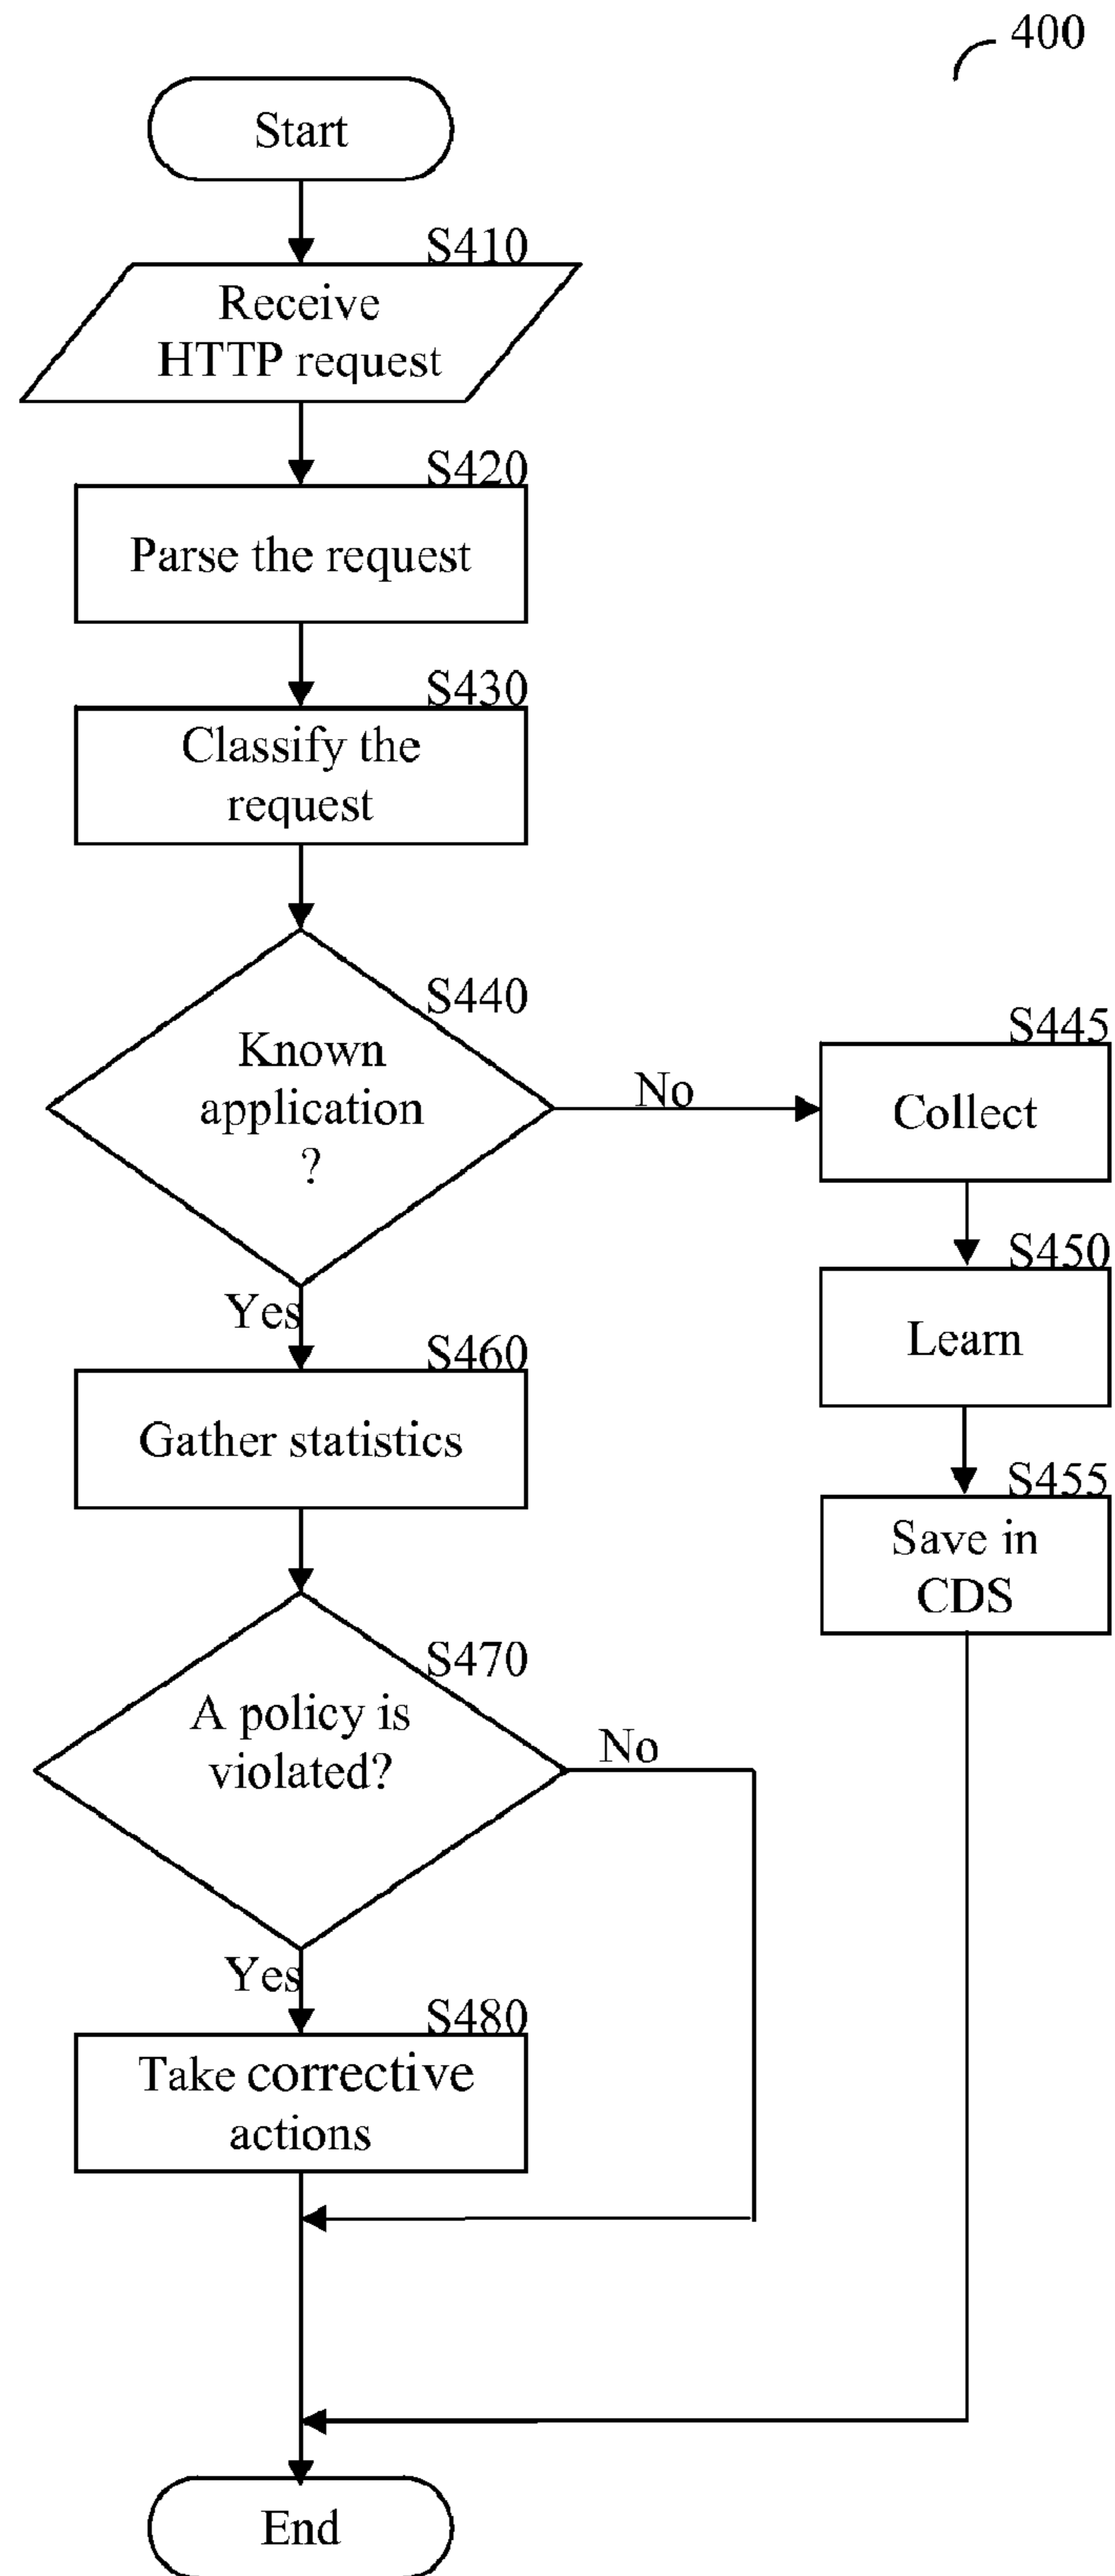 400
Start
S410
Receive
HTTP request
S420
Parse the request
S430
Classify the
request
S440
Known
application
?
No
Yes
S445
Collect
S450
Learn
S455
Save in
CDS
S460
Gather statistics
S470
A policy is
violated?
No
Yes
S480
Take corrective
actions
End